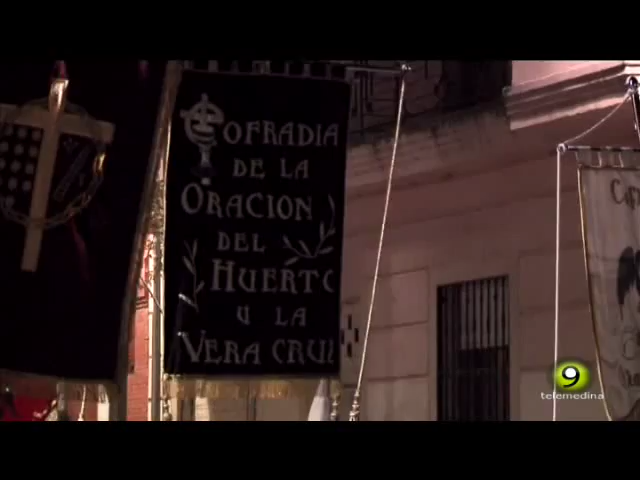 COFRADIA
DE LA
ORACION
DEL
HUERTO
Y LA
VERA CRUZ
9
telemedina